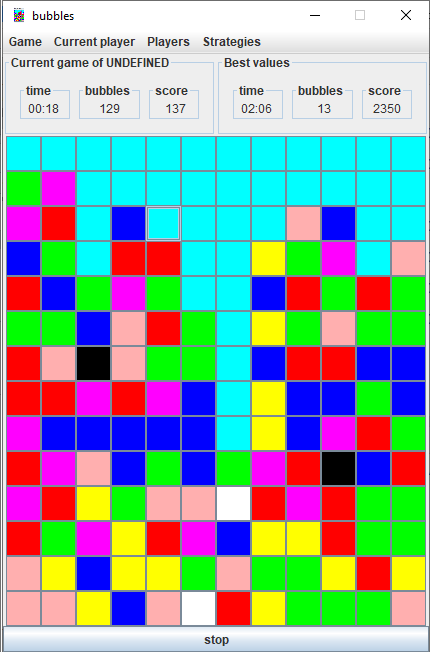 bubbles
Game Current player Players Strategies
Current game of UNDEFINED Best values
time bubbles score time bubbles score
00:18 129 137 02:06 13 2350
stop